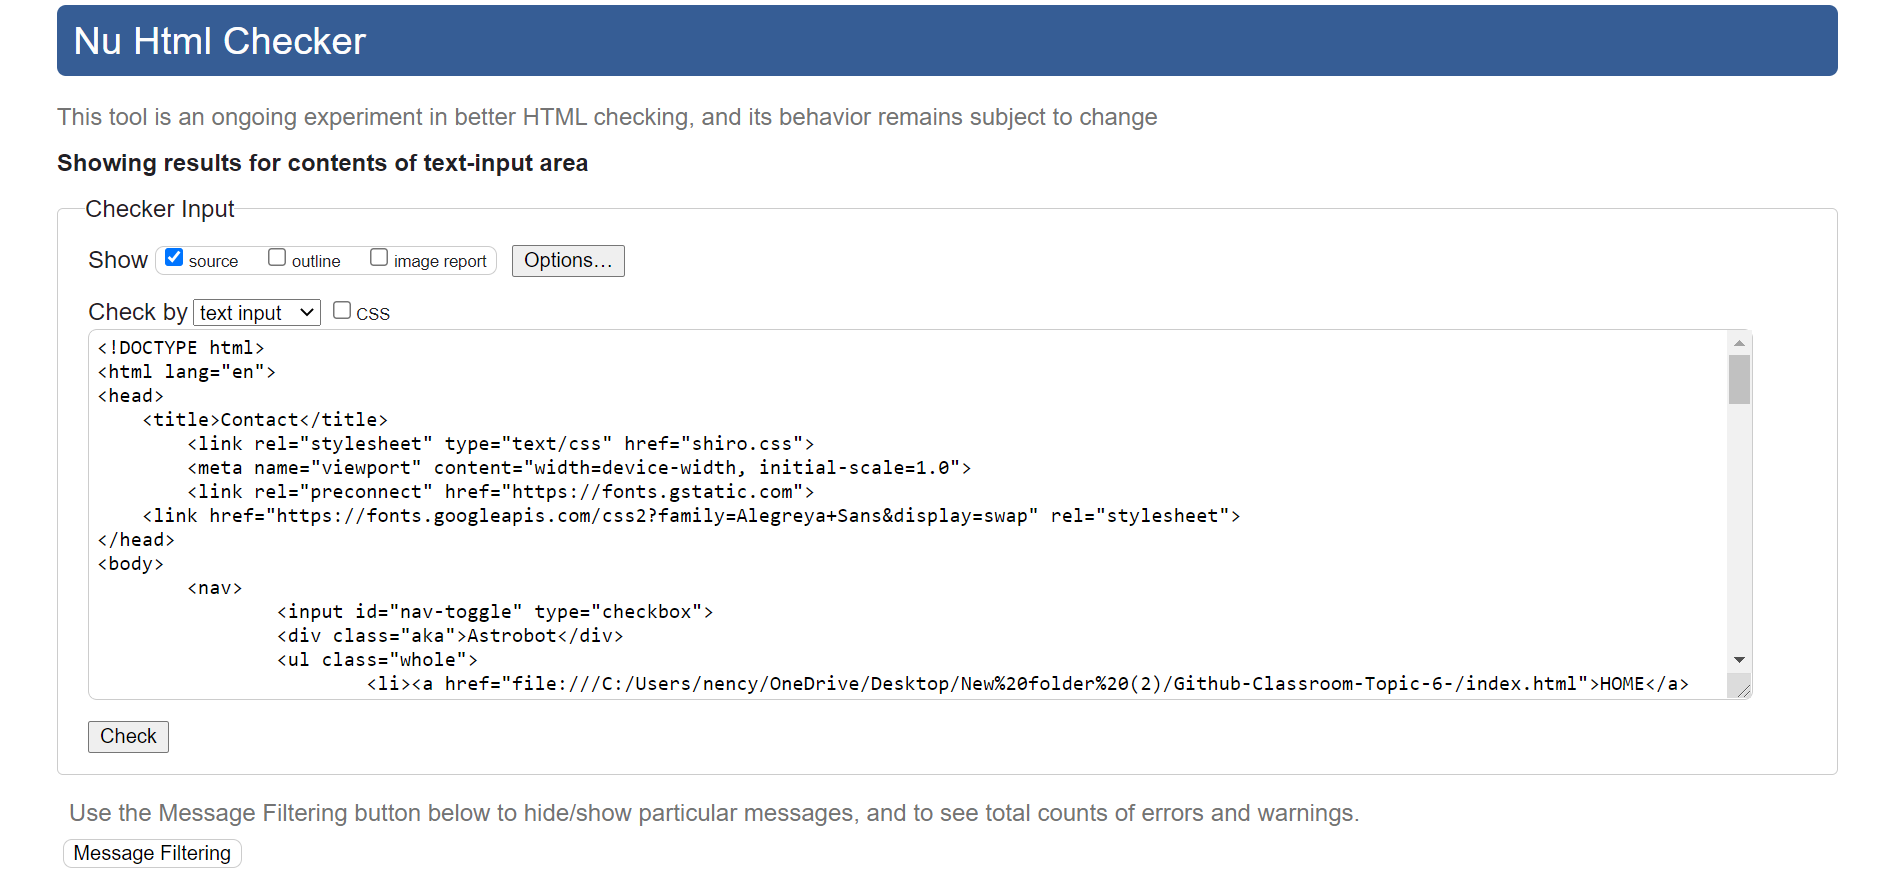 Nu Html Checker
This tool is an ongoing experiment in better HTML checking, and its behavior remains subject to change
Showing results for contents of text-input area
Checker Input
Show source outline image report Options...
Check by text input CSS
<!DOCTYPE html>
<html lang="en">
<head>
    <title>Contact</title>
        <link rel="stylesheet" type="text/css" href="shiro.css">
        <meta name="viewport" content="width=device-width, initial-scale=1.0">
        <link rel="preconnect" href="https://fonts.gstatic.com">
    <link href="https://fonts.googleapis.com/css2?family=Alegreya+Sans&display=swap" rel="stylesheet">
</head>
<body>
        <nav>
                <input id="nav-toggle" type="checkbox">
                <div class="aka">Astrobot</div>
                <ul class="whole">
                        <li><a href="file:///C:/Users/nency/OneDrive/Desktop/New%20folder%20(2)/Github-Classroom-Topic-6-/index.html">HOME</a>
Check
Use the Message Filtering button below to hide/show particular messages, and to see total counts of errors and warnings.
Message Filtering